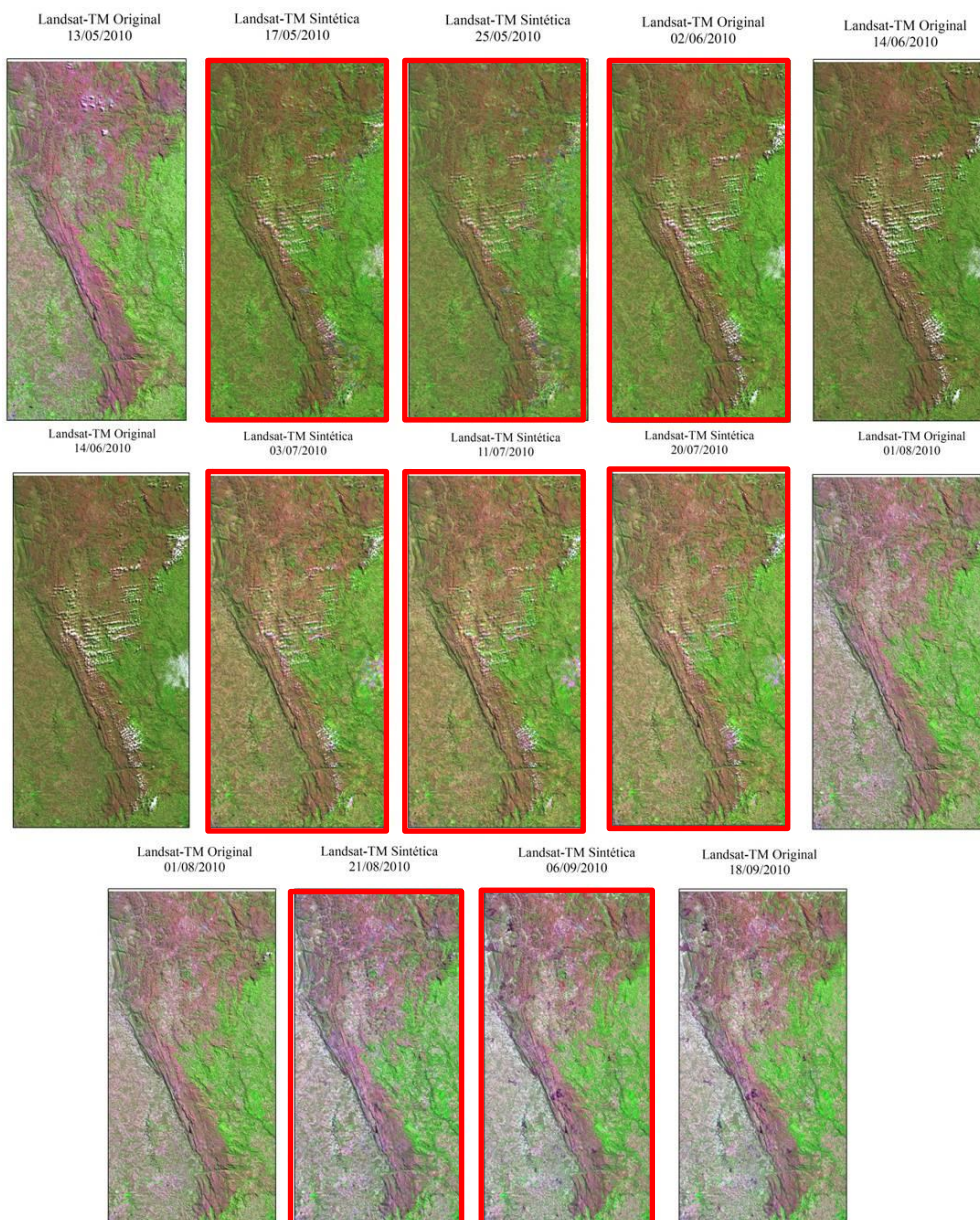 Landsat-TM Original
13/05/2010
Landsat-TM Sintética
17/05/2010
Landsat-TM Sintética
25/05/2010
Landsat-TM Original
02/06/2010
Landsat-TM Original
14/06/2010
Landsat-TM Original
14/06/2010
Landsat-TM Sintética
03/07/2010
Landsat-TM Sintética
11/07/2010
Landsat-TM Sintética
20/07/2010
Landsat-TM Original
01/08/2010
Landsat-TM Original
01/08/2010
Landsat-TM Sintética
21/08/2010
Landsat-TM Sintética
06/09/2010
Landsat-TM Original
18/09/2010